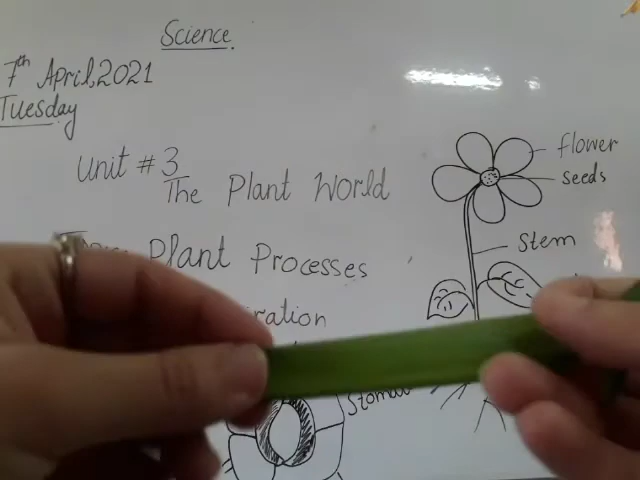 Science
7th April, 2021
Tuesday
Unit #3
The Plant World
Plant Processes
flower
seeds
Stem